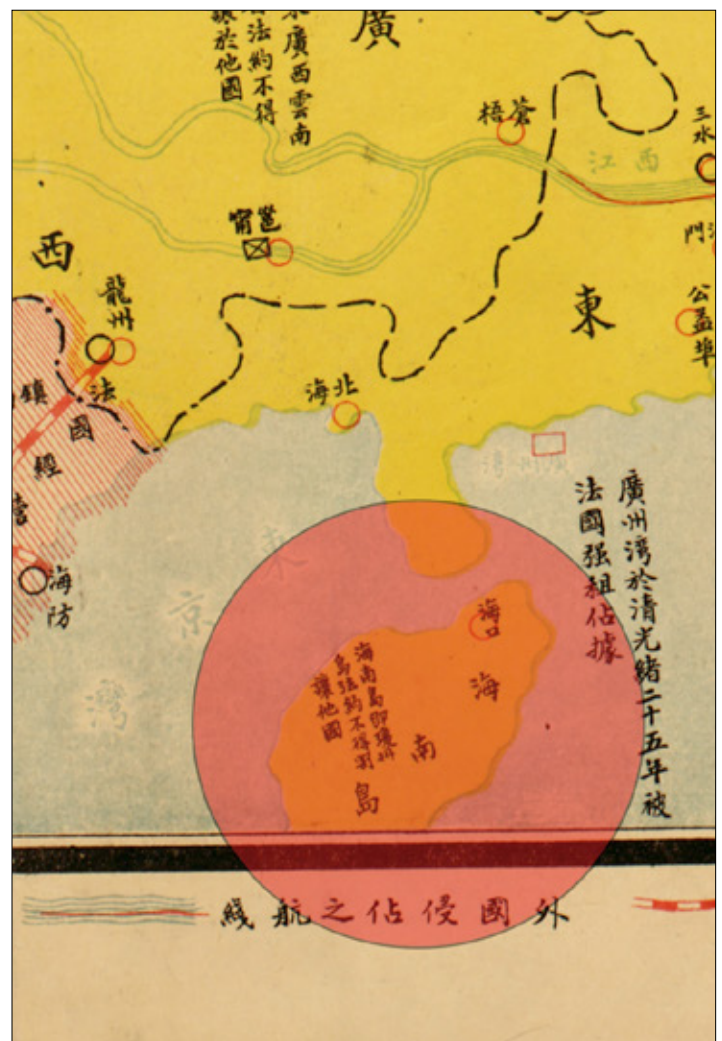 廣
廣西雲南
法約不得
於他國
蒼梧
三水
西江
邕甯
西
龍州
門
公益埠
東
北海
鎮
法國經營
廣州灣
廣州灣於清光緒二十五年被
法國强租佔據
東京灣
海防
海口
海南島
海南島即瓊州
島法約不得割
讓他國
外國侵佔之航綫